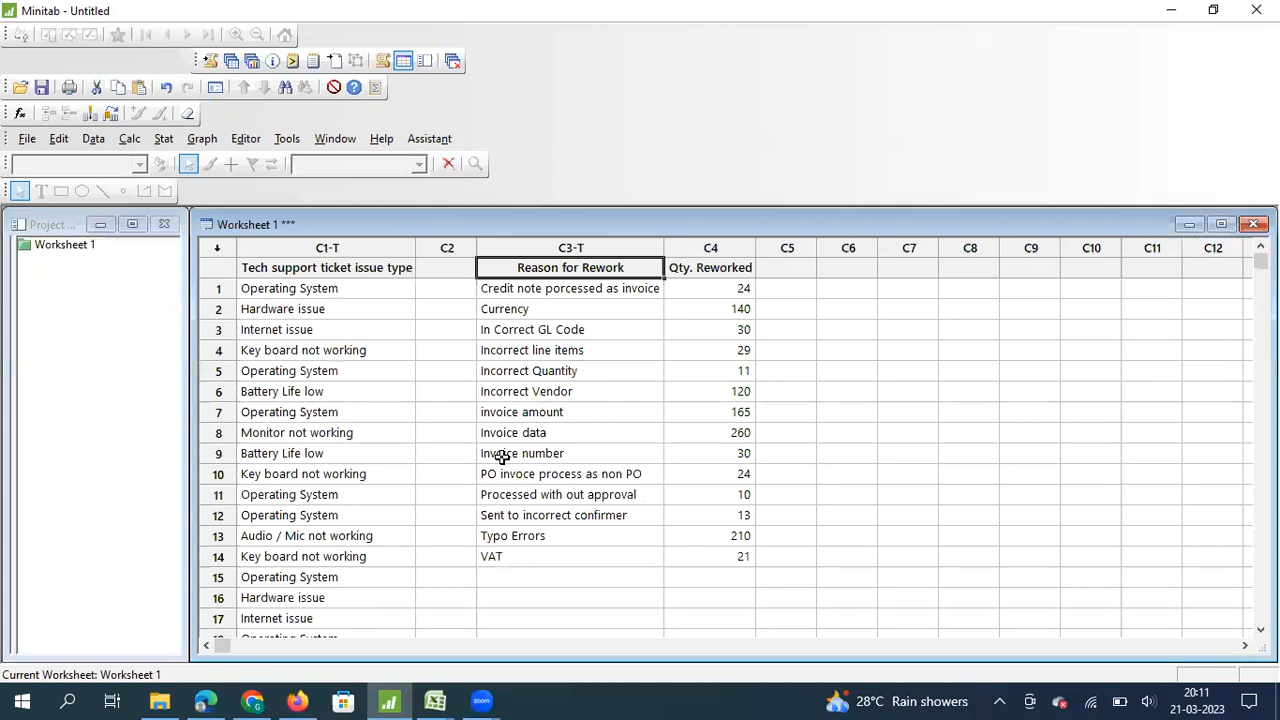 Minitab - Untitled
File Edit Data Calc Stat Graph Editor Tools Window Help Assistant
Project ...
Worksheet 1 ***
Worksheet 1
C1-T C2 C3-T C4 C5 C6 C7 C8 C9 C10 C11 C12
Tech support ticket issue type Reason for Rework Qty. Reworked
1 Operating System Credit note porcessed as invoice 24
2 Hardware issue Currency 140
3 Internet issue In Correct GL Code 30
4 Key board not working Incorrect line items 29
5 Operating System Incorrect Quantity 11
6 Battery Life low Incorrect Vendor 120
7 Operating System invoice amount 165
8 Monitor not working Invoice data 260
9 Battery Life low Invoice number 30
10 Key board not working PO invoce process as non PO 24
11 Operating System Processed with out approval 10
12 Operating System Sent to incorrect confirmer 13
13 Audio / Mic not working Typo Errors 210
14 Key board not working VAT 21
15 Operating System
16 Hardware issue
17 Internet issue
Current Worksheet: Worksheet 1
zoom
28°C Rain showers
20:11
21-03-2023